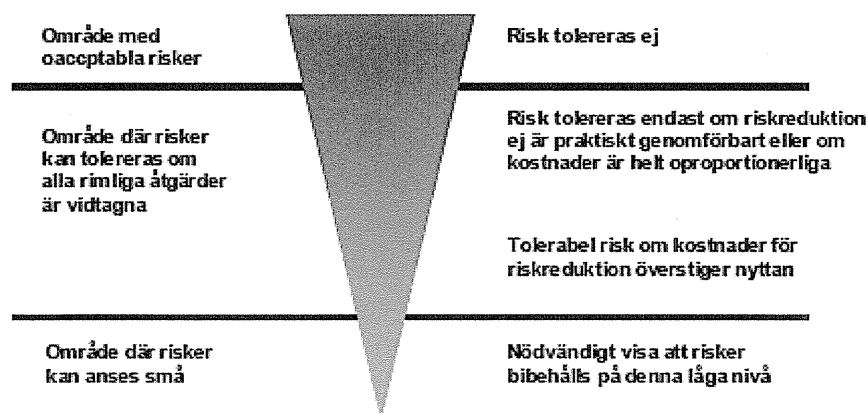 Område med
oacceptabla risker
Risk tolereras ej
Område där risker
kan tolereras om
alla rimliga åtgärder
är vidtagna
Risk tolereras endast om riskreduktion
ej är praktiskt genomförbart eller om
kostnader är helt oproportionerliga
Tolerabel risk om kostnader för
riskreduktion överstiger nyttan
Område där risker
kan anses små
Nödvändigt visa att risker
bibehålls på denna låga nivå